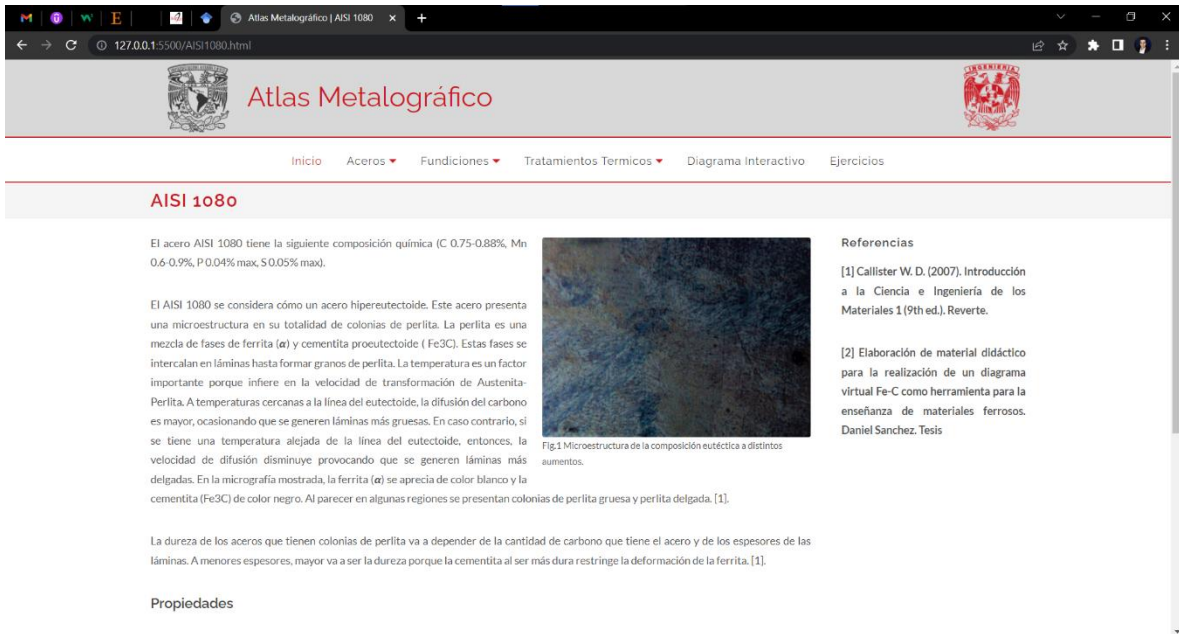 Atlas Metalográfico | AISI 1080
127.0.0.1:5500/AISI1080.html
Atlas Metalográfico
INGENIERIA
Inicio Aceros Fundiciones Tratamientos Termicos Diagrama Interactivo Ejercicios
AISI 1080
El acero AISI 1080 tiene la siguiente composición química (C 0.75-0.88%, Mn
0.6-0.9%, P 0.04% max, S 0.05% max).
El AISI 1080 se considera cómo un acero hipereutectoide. Este acero presenta
una microestructura en su totalidad de colonias de perlita. La perlita es una
mezcla de fases de ferrita (α) y cementita proeutectoide ( Fe3C). Estas fases se
intercalan en láminas hasta formar granos de perlita. La temperatura es un factor
importante porque infiere en la velocidad de transformación de Austenita-
Perlita. A temperaturas cercanas a la línea del eutectoide, la difusión del carbono
es mayor, ocasionando que se generen láminas más gruesas. En caso contrario, si
se tiene una temperatura alejada de la línea del eutectoide, entonces, la
velocidad de difusión disminuye provocando que se generen láminas más
delgadas. En la micrografía mostrada, la ferrita (α) se aprecia de color blanco y la
cementita (Fe3C) de color negro. Al parecer en algunas regiones se presentan colonias de perlita gruesa y perlita delgada. [1].
Fig.1 Microestructura de la composición eutéctica a distintos
aumentos.
La dureza de los aceros que tienen colonias de perlita va a depender de la cantidad de carbono que tiene el acero y de los espesores de las
láminas. A menores espesores, mayor va a ser la dureza porque la cementita al ser más dura restringe la deformación de la ferrita. [1].
Propiedades
Referencias
[1] Callister W. D. (2007). Introducción
a la Ciencia e Ingeniería de los
Materiales 1 (9th ed.). Reverte.
[2] Elaboración de material didáctico
para la realización de un diagrama
virtual Fe-C como herramienta para la
enseñanza de materiales ferrosos.
Daniel Sanchez. Tesis